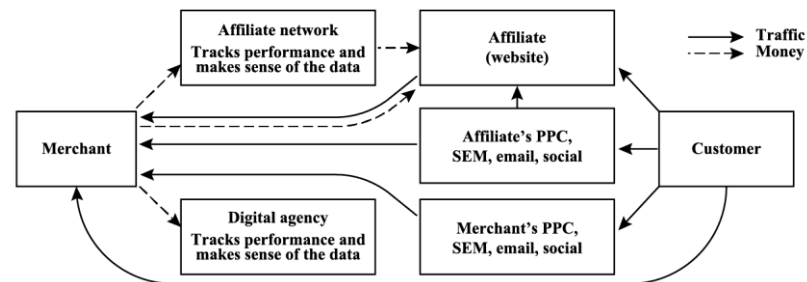 Affiliate network
Tracks performance and
makes sense of the data
Affiliate
(website)
Traffic
Money
Merchant
Affiliate's PPC,
SEM, email, social
Customer
Digital agency
Tracks performance and
makes sense of the data
Merchant's PPC,
SEM, email, social